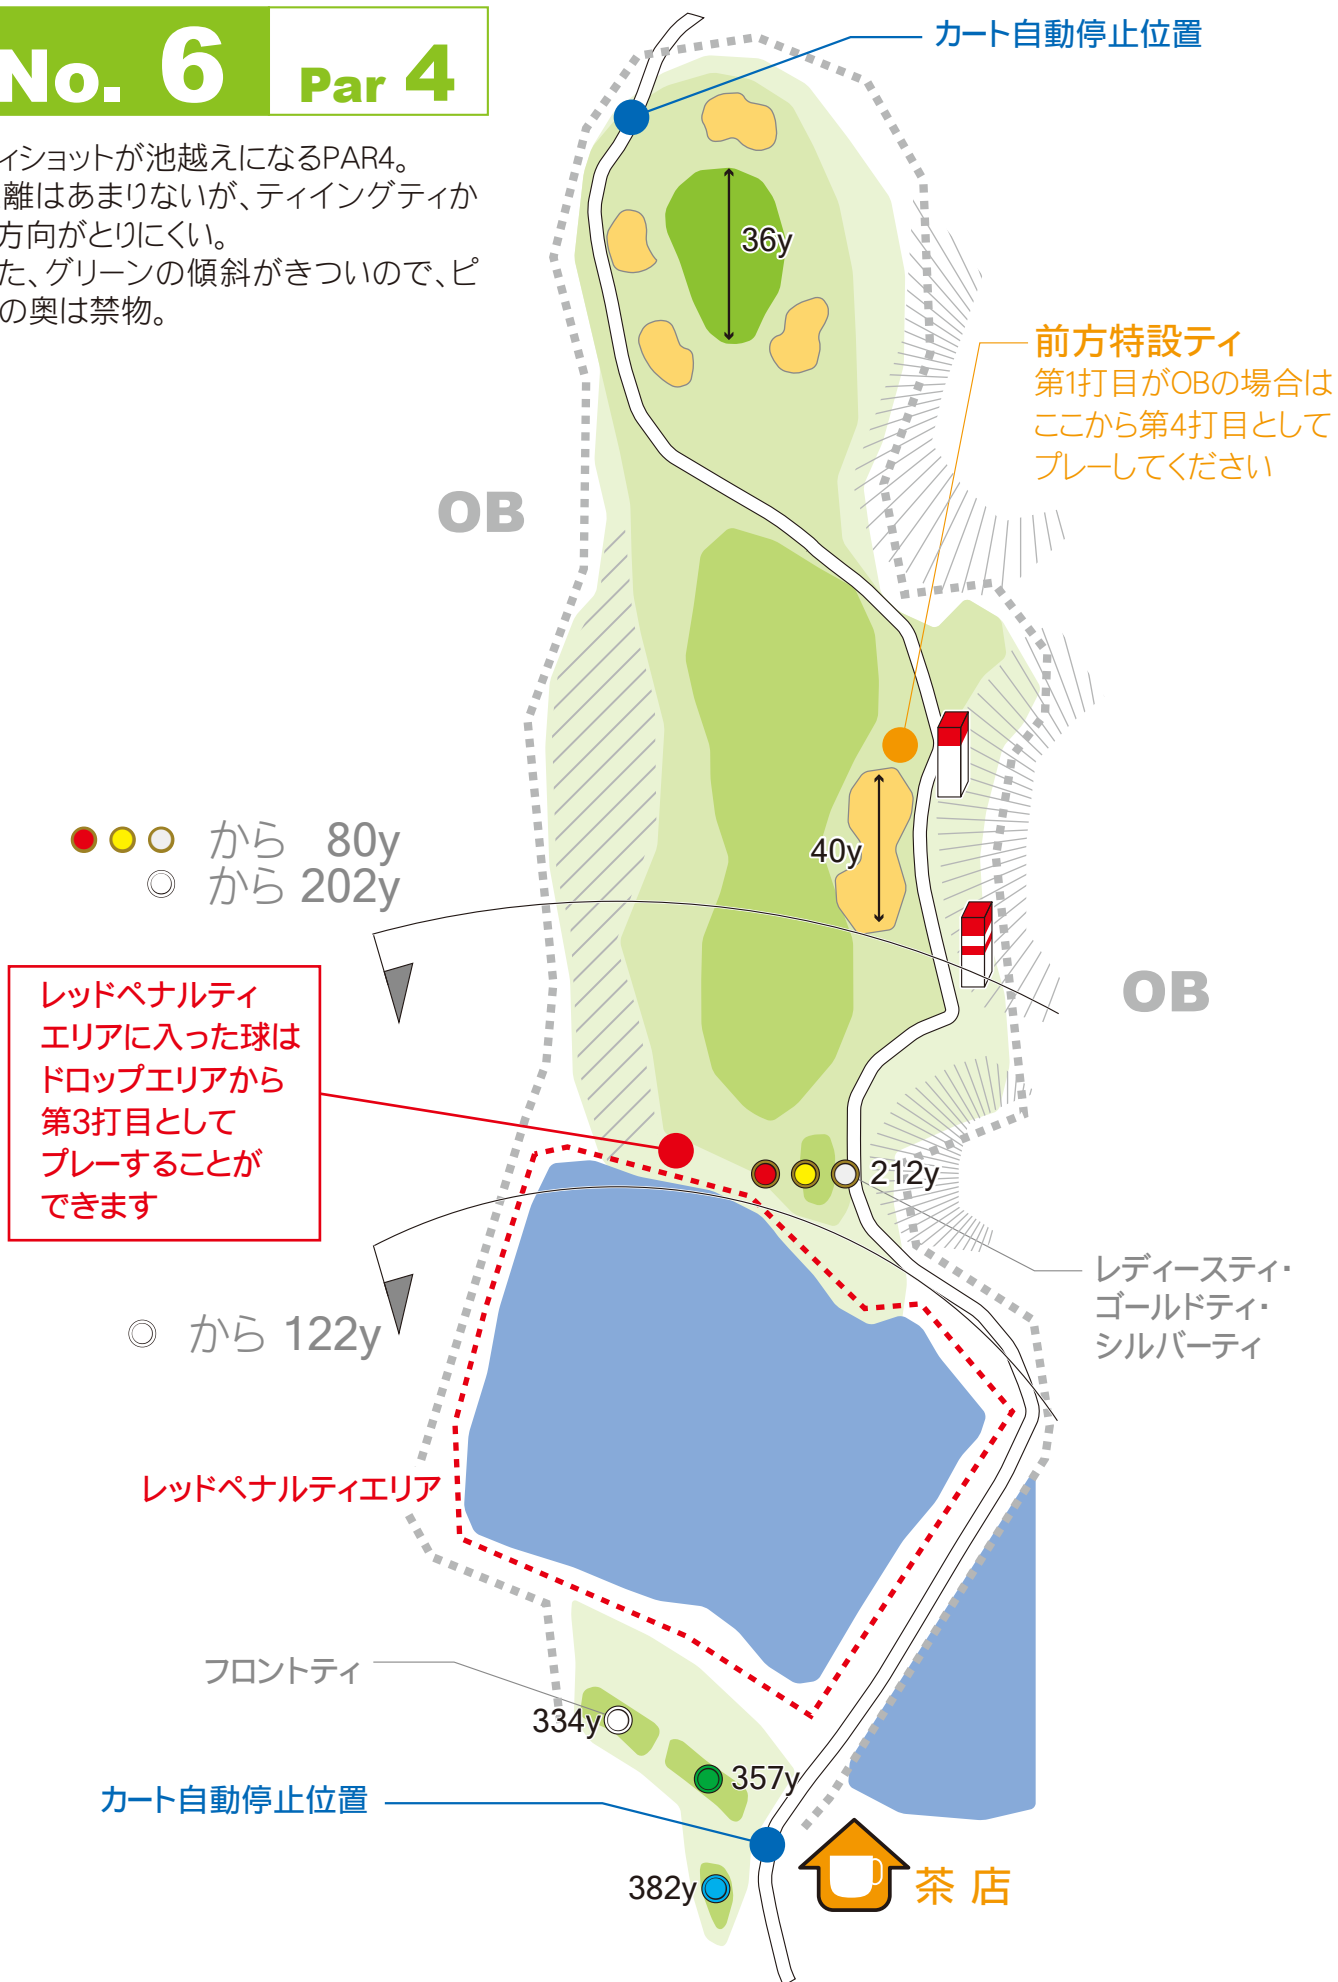 No. 6 Par 4
ィショットが池越えになるPAR4。
離はあまりないが、ティイングティか
方向がとりにくい。
た、グリーンの傾斜がきついので、ピ
の奥は禁物。
カート自動停止位置
36y
前方特設ティ
第1打目がOBの場合は
ここから第4打目として
プレーしてください
OB
から 80y
から 202y
40y
OB
レッドペナルティ
エリアに入った球は
ドロップエリアから
第3打目として
プレーすることが
できます
212y
レディースティ・
ゴールドティ・
シルバーティ
から 122y
レッドペナルティエリア
フロントティ
334y
357y
カート自動停止位置
382y
茶店